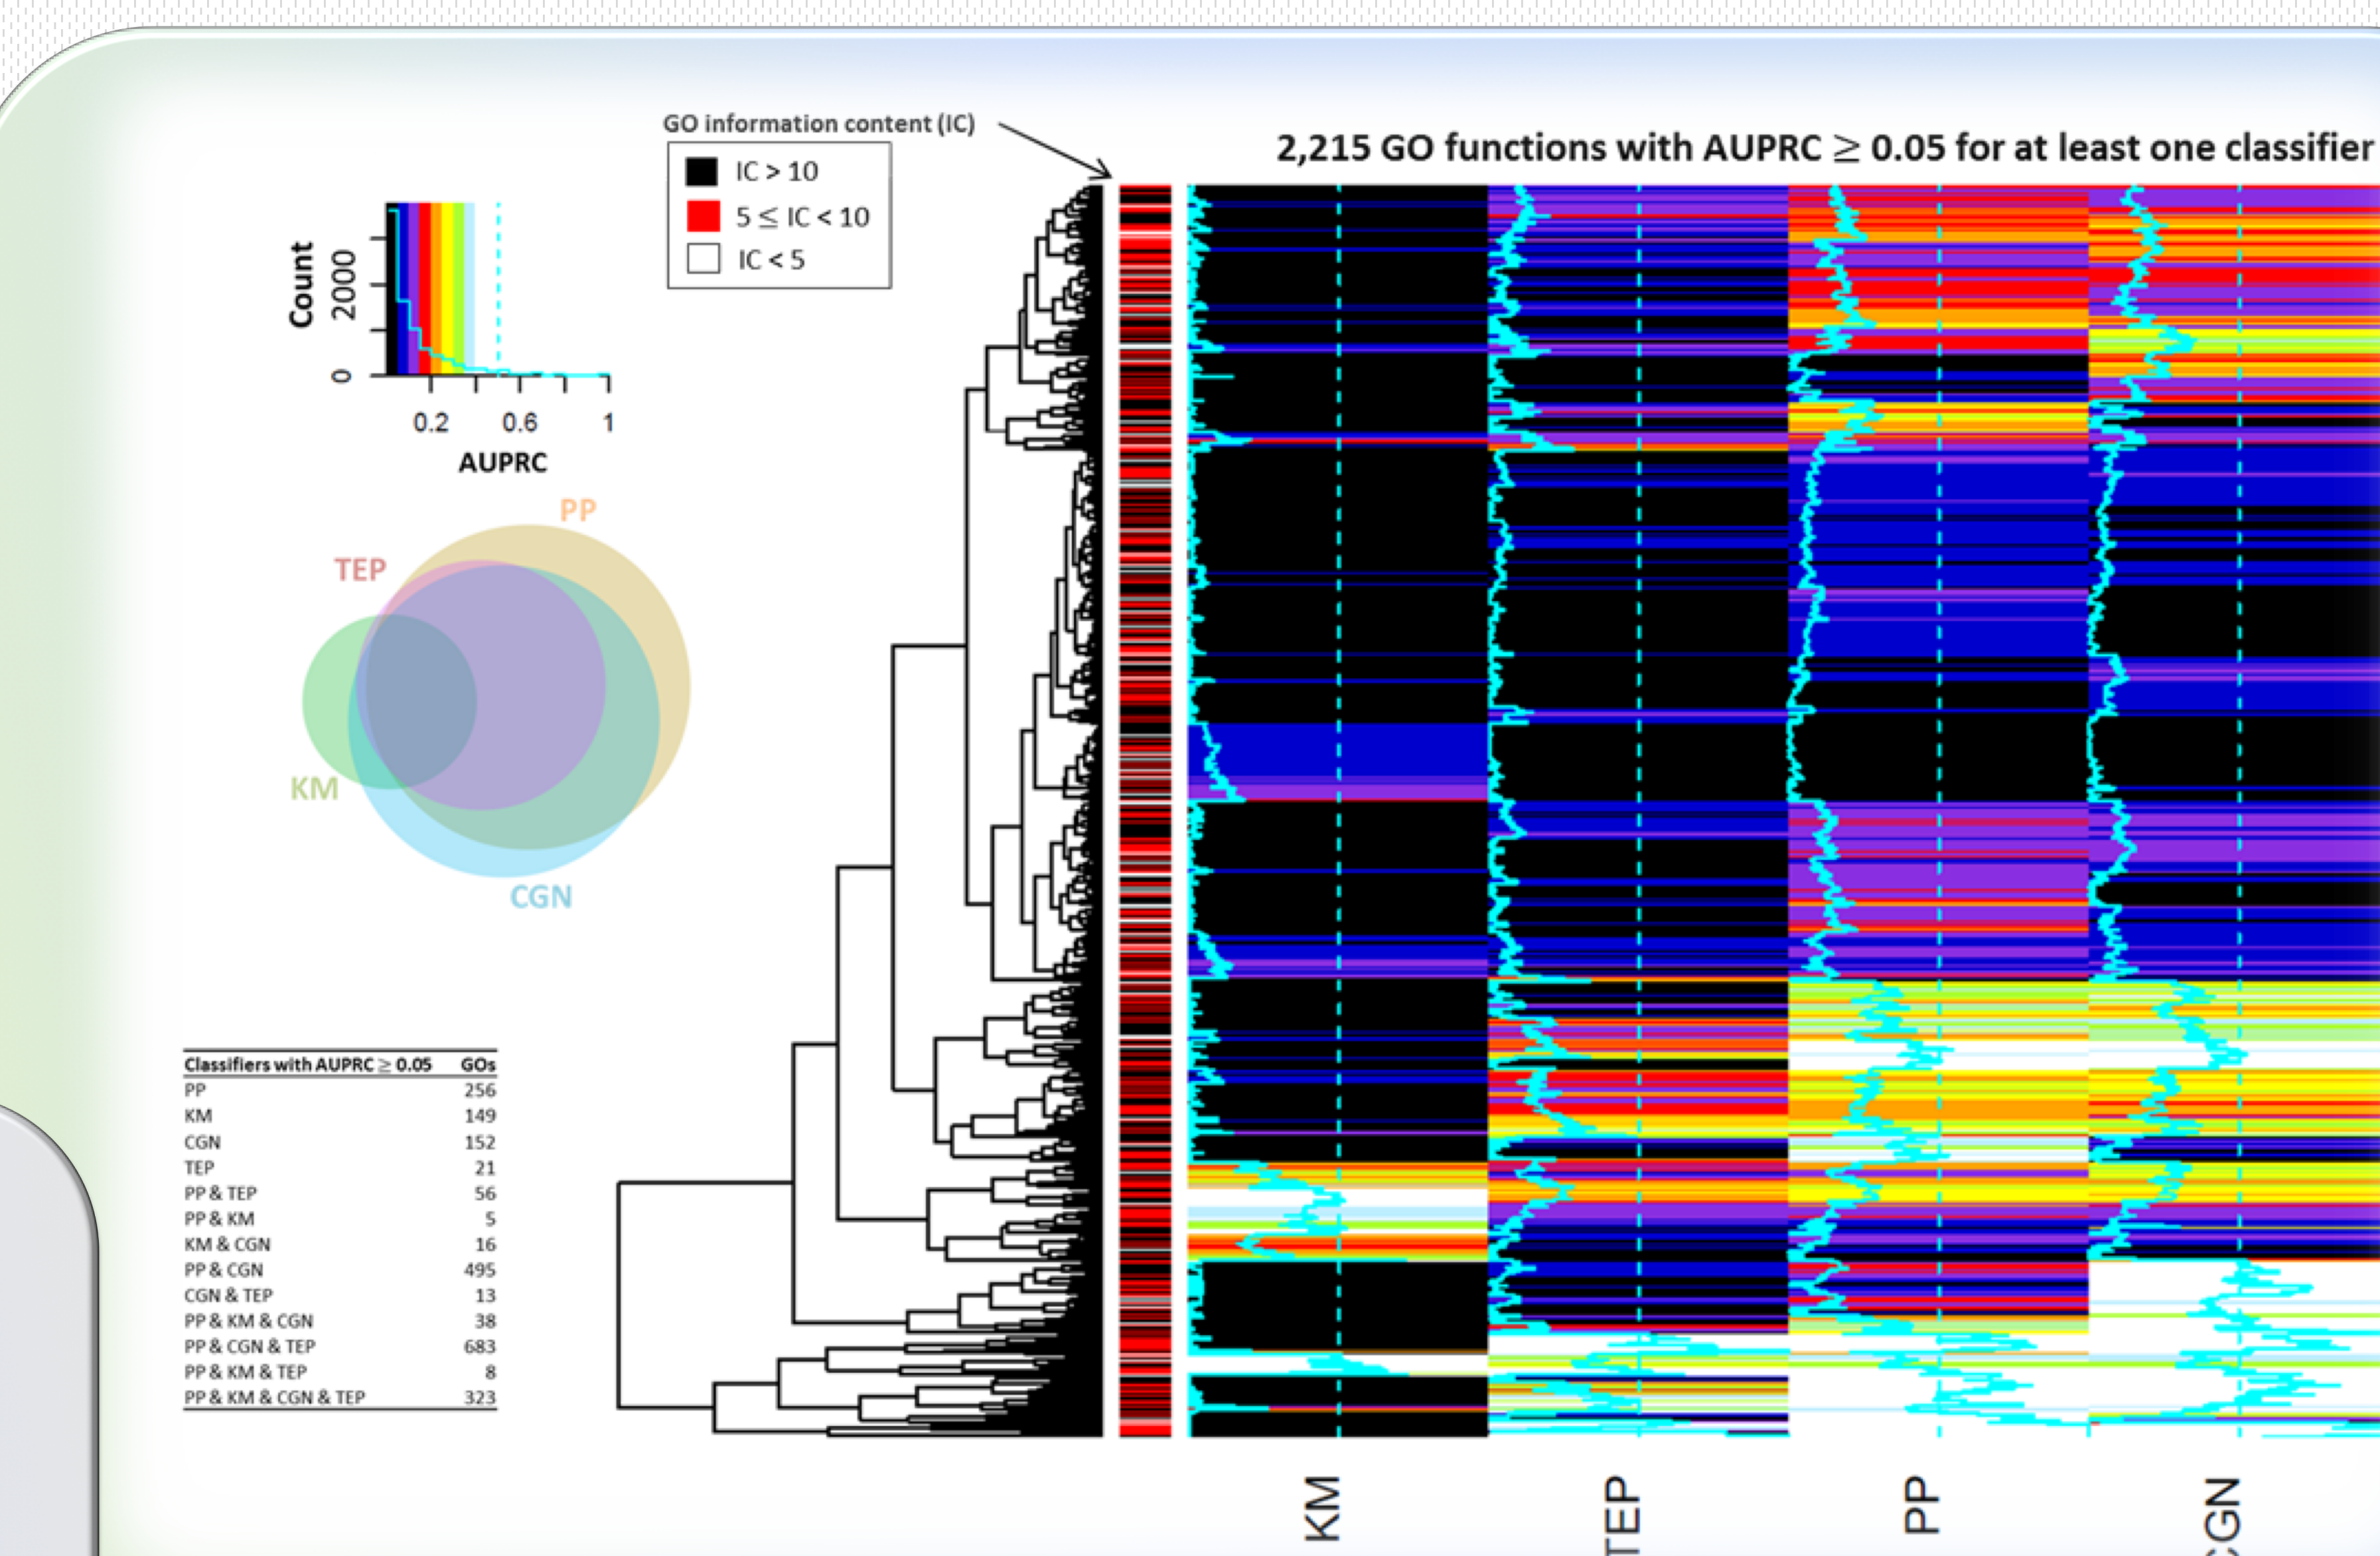 GO information content (IC)
IC > 10
5 ≤ IC < 10
IC < 5
2,215 GO functions with AUPRC ≥ 0.05 for at least one classifier
Count
2000
0
0.2 0.6 1
AUPRC
PP
TEP
KM
CGN
Classifiers with AUPRC ≥ 0.05 GOs
PP 256
KM 149
CGN 152
TEP 21
PP & TEP 56
PP & KM 5
KM & CGN 16
PP & CGN 495
CGN & TEP 13
PP & KM & CGN 38
PP & CGN & TEP 683
PP & KM & TEP 8
PP & KM & CGN & TEP 323
KM
TEP
PP
CGN